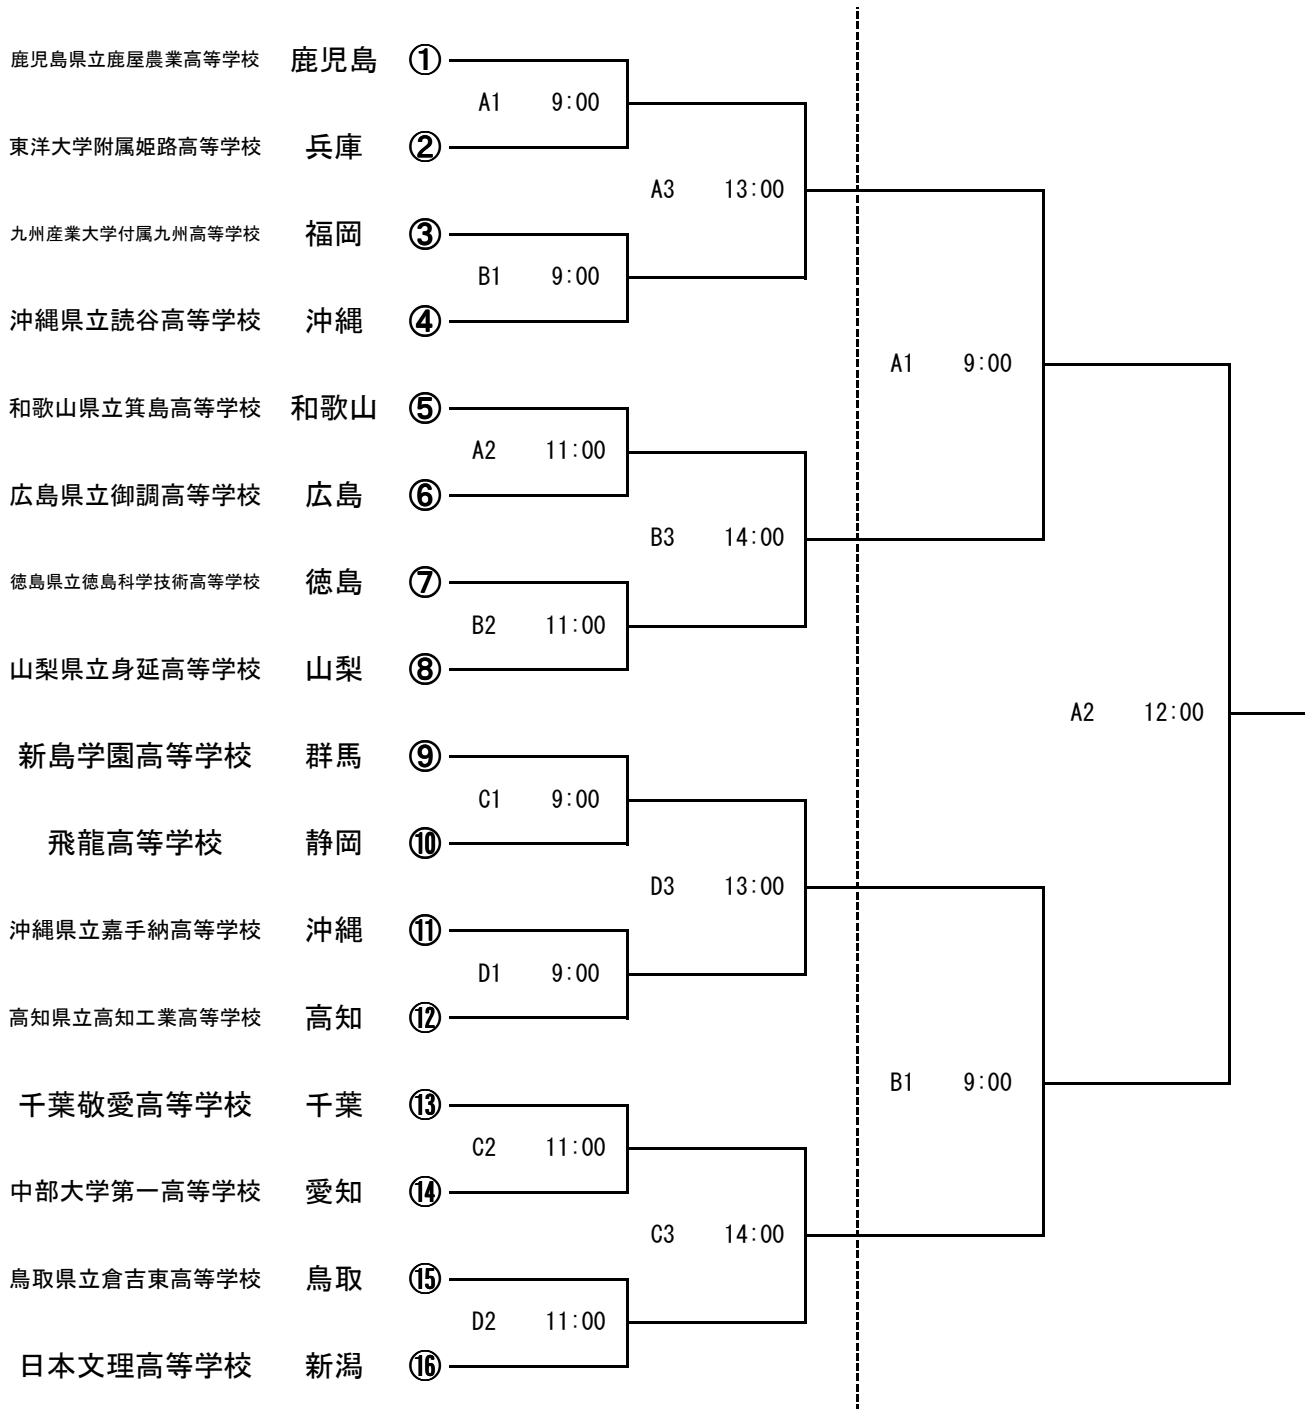 鹿児島県立鹿屋農業高等学校 鹿児島 ①
A1 9:00
東洋大学附属姫路高等学校 兵庫 ②
A3 13:00
九州産業大学付属九州高等学校 福岡 ③
B1 9:00
沖縄県立読谷高等学校 沖縄 ④
A1 9:00
和歌山県立箕島高等学校 和歌山 ⑤
A2 11:00
広島県立御調高等学校 広島 ⑥
B3 14:00
徳島県立徳島科学技術高等学校 徳島 ⑦
B2 11:00
山梨県立身延高等学校 山梨 ⑧
A2 12:00
新島学園高等学校 群馬 ⑨
C1 9:00
飛龍高等学校 静岡 ⑩
D3 13:00
沖縄県立嘉手納高等学校 沖縄 ⑪
D1 9:00
高知県立高知工業高等学校 高知 ⑫
B1 9:00
千葉敬愛高等学校 千葉 ⑬
C2 11:00
中部大学第一高等学校 愛知 ⑭
C3 14:00
鳥取県立倉吉東高等学校 鳥取 ⑮
D2 11:00
日本文理高等学校 新潟 ⑯